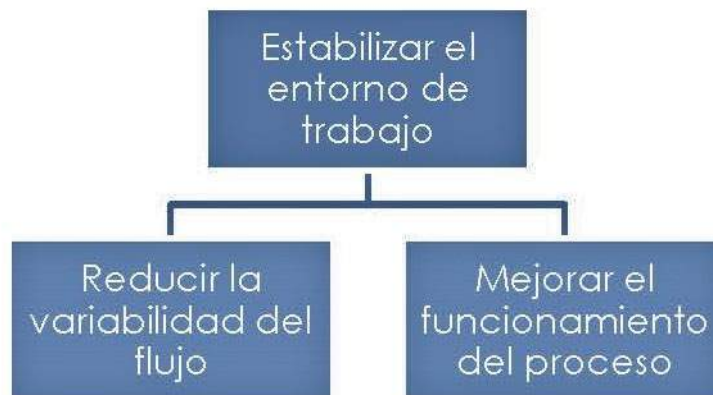 Estabilizar el
entorno de
trabajo
Reducir la
variabilidad del
flujo
Mejorar el
funcionamiento
del proceso